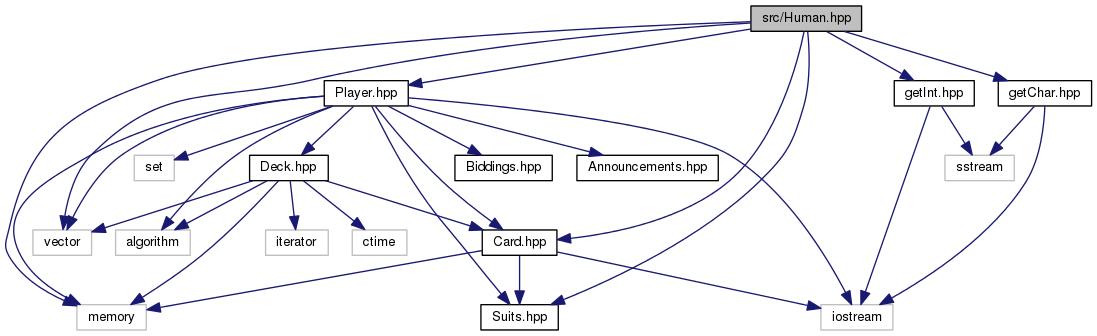 src/Human.hpp
Player.hpp
getInt.hpp
getChar.hpp
set
Deck.hpp
Biddings.hpp
Announcements.hpp
sstream
vector
algorithm
iterator
ctime
Card.hpp
memory
Suits.hpp
iostream